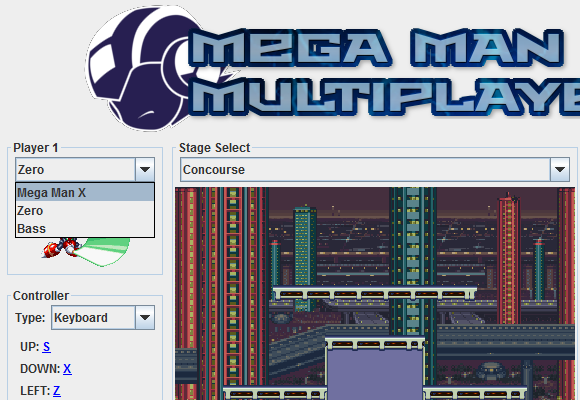 MEGA MAN
MULTIPLAYE
Player 1
Stage Select
Zero
Concourse
Mega Man X
Zero
Bass
Controller
Type: Keyboard
UP: S
DOWN: X
LEFT: Z